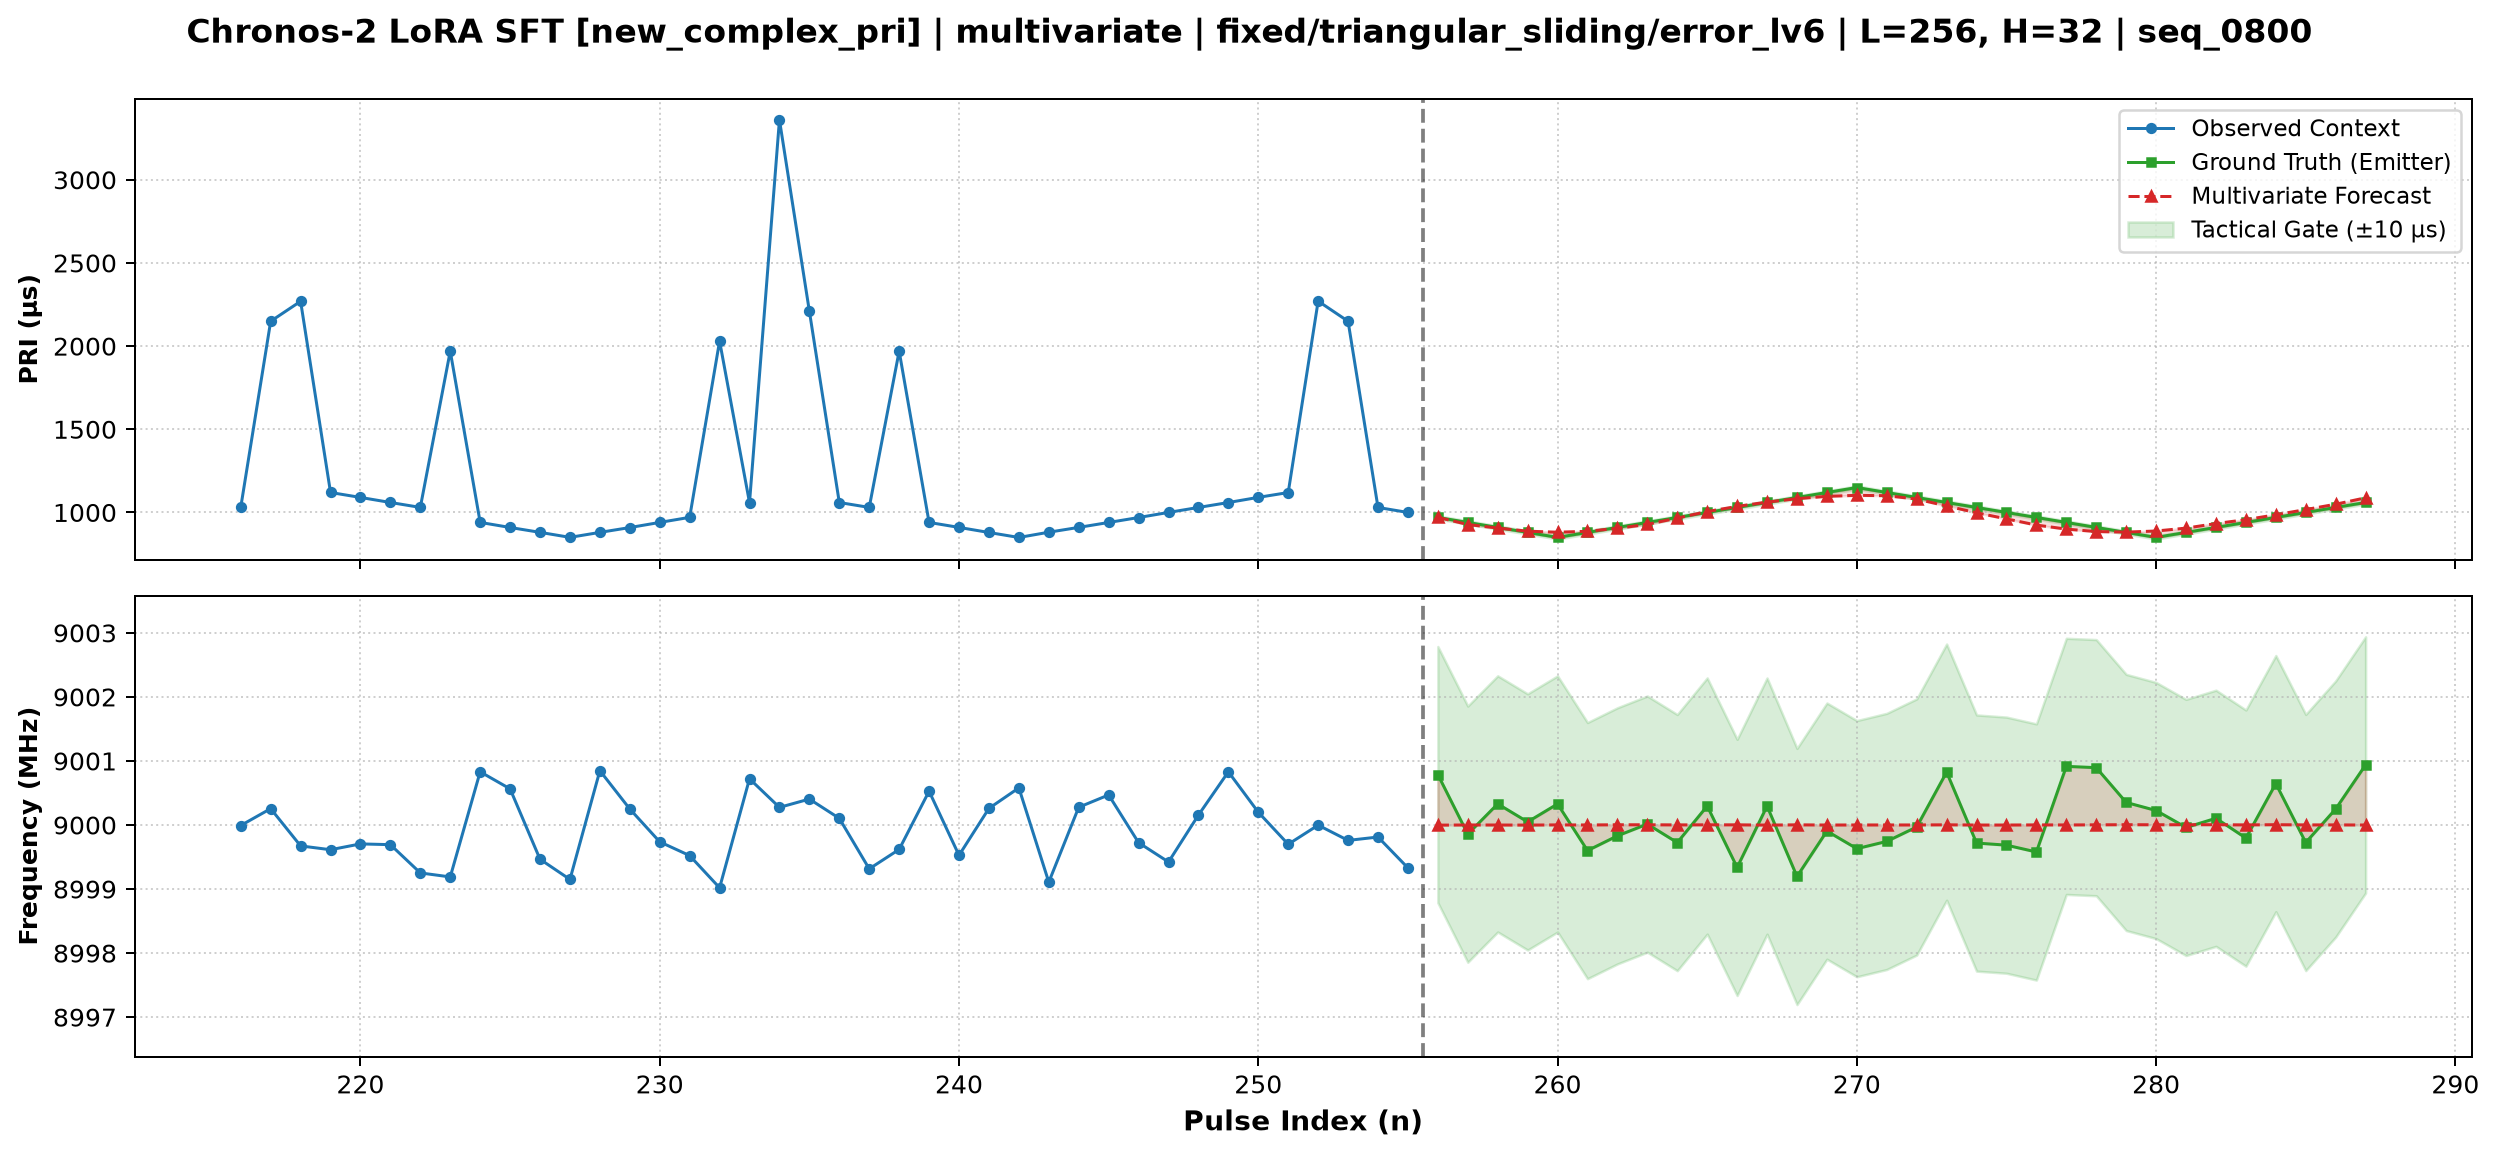 Chronos-2 LoRA SFT [new_complex_pri] | multivariate | fixed/triangular_sliding/error_lv6 | L=256, H=32 | seq_0800
Observed Context
Ground Truth (Emitter)
Multivariate Forecast
Tactical Gate (±10 µs)
PRI (µs)
3000
2500
2000
1500
1000
Frequency (MHz)
9003
9002
9001
9000
8999
8998
8997
220 230 240 250 260 270 280 290
Pulse Index (n)